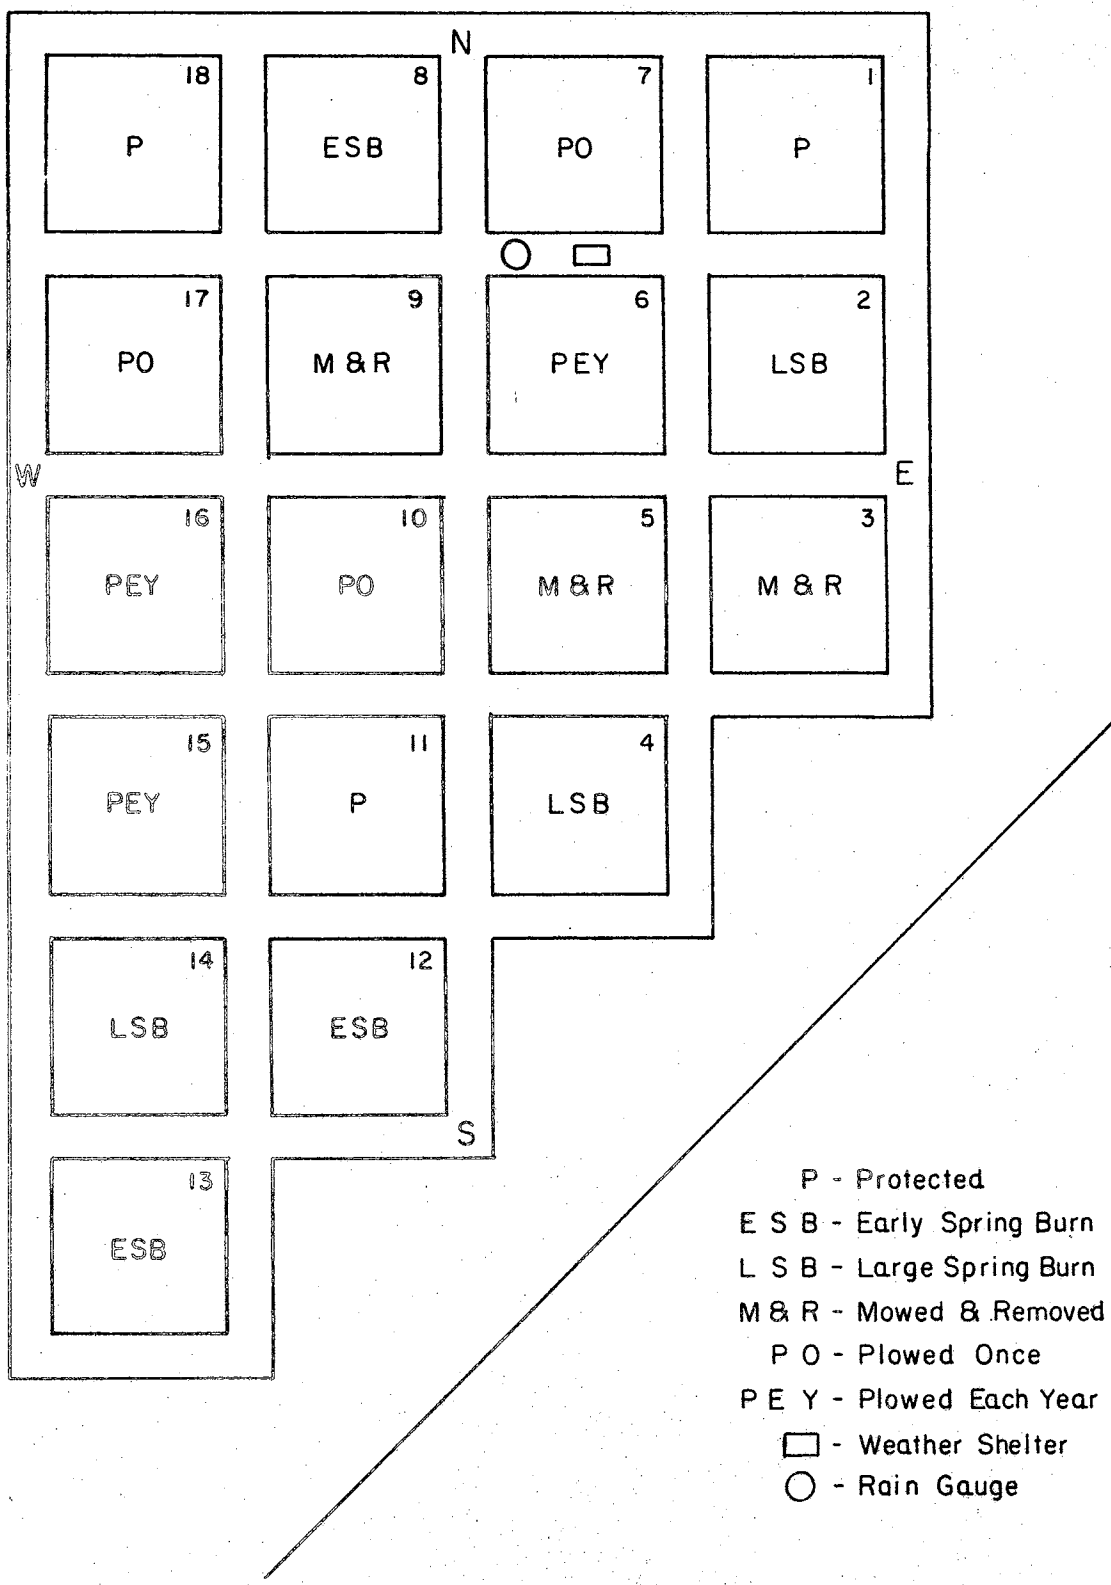 N
18 8 7 1
P ESB PO P
17 9 6 2
PO M & R PEY LSB
W E
16 10 5 3
PEY PO M & R M & R
15 11 4
PEY P LSB
14 12
LSB ESB
S
13
ESB
P - Protected
E S B - Early Spring Burn
L S B - Large Spring Burn
M & R - Mowed & Removed
P O - Plowed Once
P E Y - Plowed Each Year
- Weather Shelter
- Rain Gauge